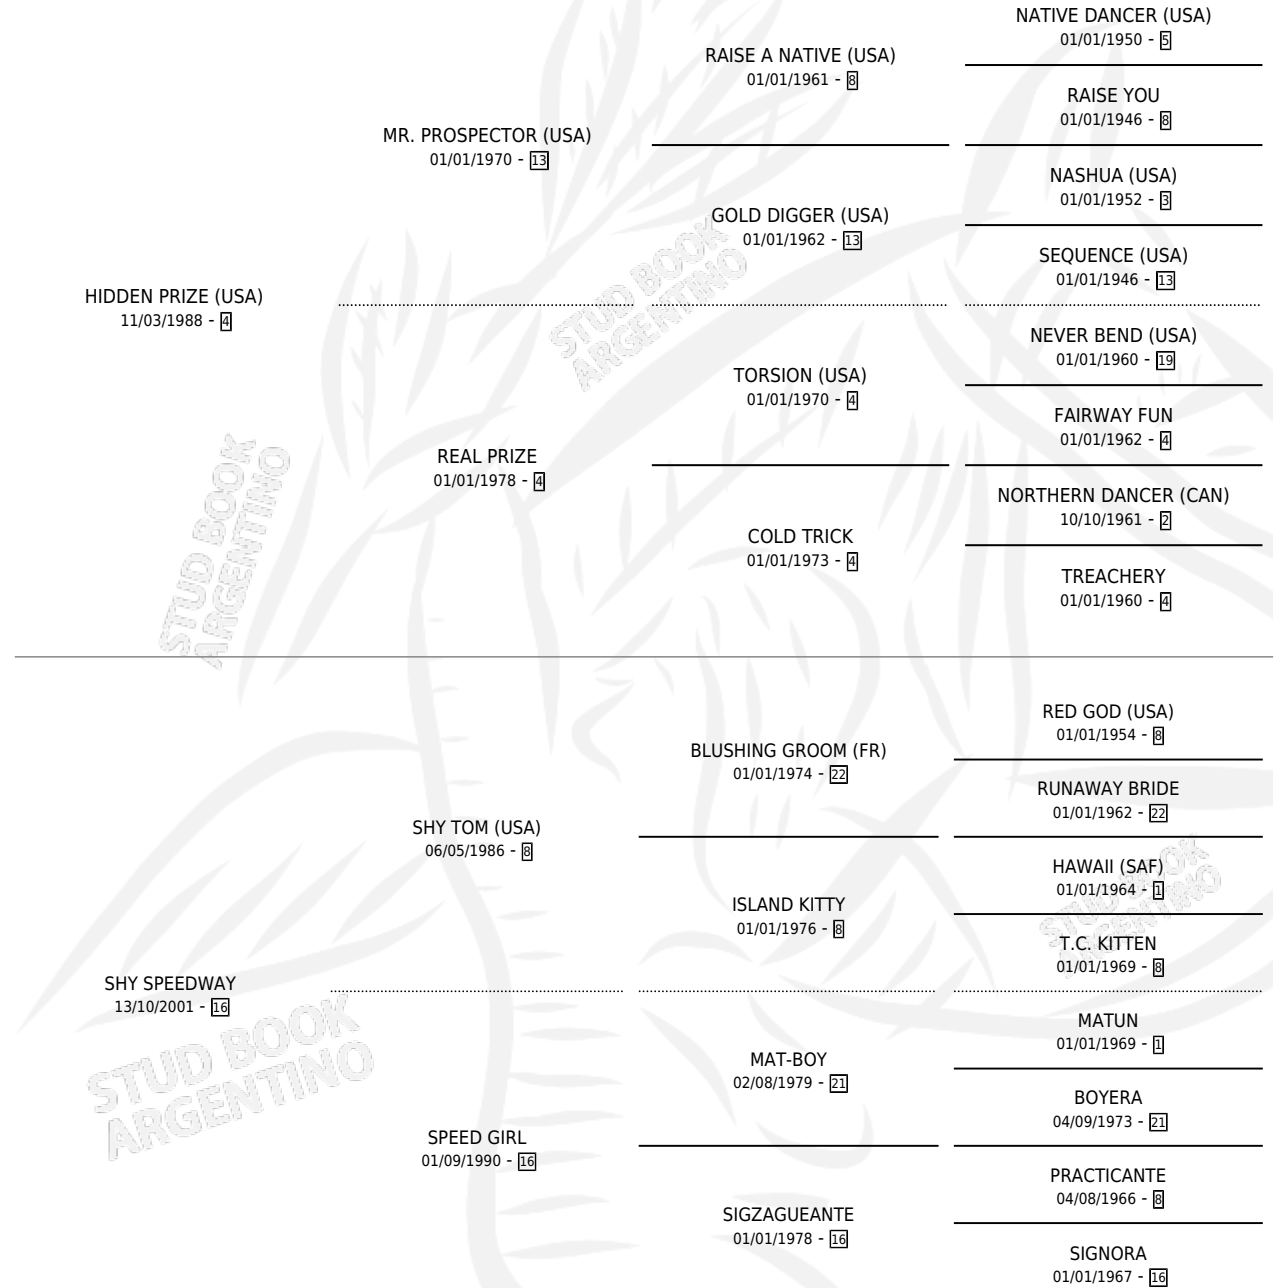 NATIVE DANCER (USA)
01/01/1950 - 5
RAISE A NATIVE (USA)
01/01/1961 - 8
RAISE YOU
01/01/1946 - 8
MR. PROSPECTOR (USA)
01/01/1970 - 13
NASHUA (USA)
01/01/1952 - 3
GOLD DIGGER (USA)
01/01/1962 - 13
SEQUENCE (USA)
01/01/1946 - 13
HIDDEN PRIZE (USA)
11/03/1988 - 4
NEVER BEND (USA)
01/01/1960 - 19
TORSION (USA)
01/01/1970 - 4
FAIRWAY FUN
01/01/1962 - 4
REAL PRIZE
01/01/1978 - 4
NORTHERN DANCER (CAN)
10/10/1961 - 2
COLD TRICK
01/01/1973 - 4
TREACHERY
01/01/1960 - 4
RED GOD (USA)
01/01/1954 - 8
BLUSHING GROOM (FR)
01/01/1974 - 22
RUNAWAY BRIDE
01/01/1962 - 22
SHY TOM (USA)
06/05/1986 - 8
HAWAII (SAF)
01/01/1964 - 1
ISLAND KITTY
01/01/1976 - 8
T.C. KITTEN
01/01/1969 - 8
SHY SPEEDWAY
13/10/2001 - 16
MATUN
01/01/1969 - 1
MAT-BOY
02/08/1979 - 21
BOYERA
04/09/1973 - 21
SPEED GIRL
01/09/1990 - 16
PRACTICANTE
04/08/1966 - 8
SIGZAGUEANTE
01/01/1978 - 16
SIGNORA
01/01/1967 - 16
STUD BOOK
ARGENTINO
STUD BOOK
ARGENTINO
STUD BOOK
ARGENTINO
STUD BOOK
ARGENTINO